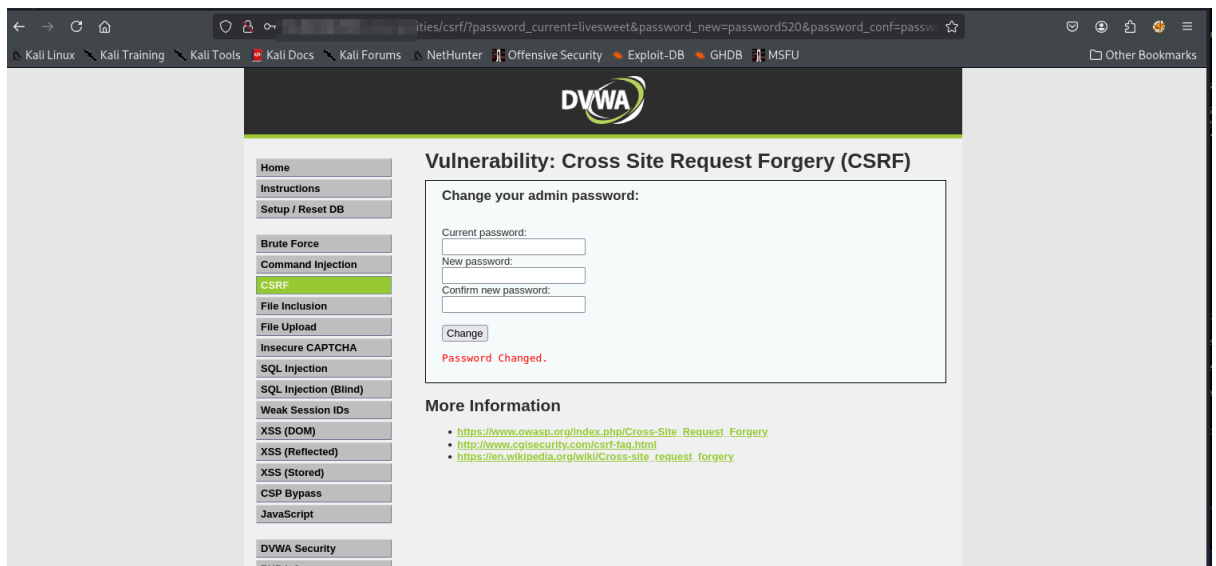 ities/csrf/?password_current=livesweet&password_new=password520&password_conf=passw
Kali Linux Kali Training Kali Tools Kali Docs Kali Forums NetHunter Offensive Security Exploit-DB GHDB MSFU Other Bookmarks
DVWA
Home
Instructions
Setup / Reset DB
Brute Force
Command Injection
CSRF
File Inclusion
File Upload
Insecure CAPTCHA
SQL Injection
SQL Injection (Blind)
Weak Session IDs
XSS (DOM)
XSS (Reflected)
XSS (Stored)
CSP Bypass
JavaScript
DVWA Security
Vulnerability: Cross Site Request Forgery (CSRF)
Change your admin password:
Current password:
New password:
Confirm new password:
Change
Password Changed.
More Information
https://www.owasp.org/index.php/Cross-Site_Request_Forgery
http://www.cgisecurity.com/csrf-faq.html
https://en.wikipedia.org/wiki/Cross-site_request_forgery